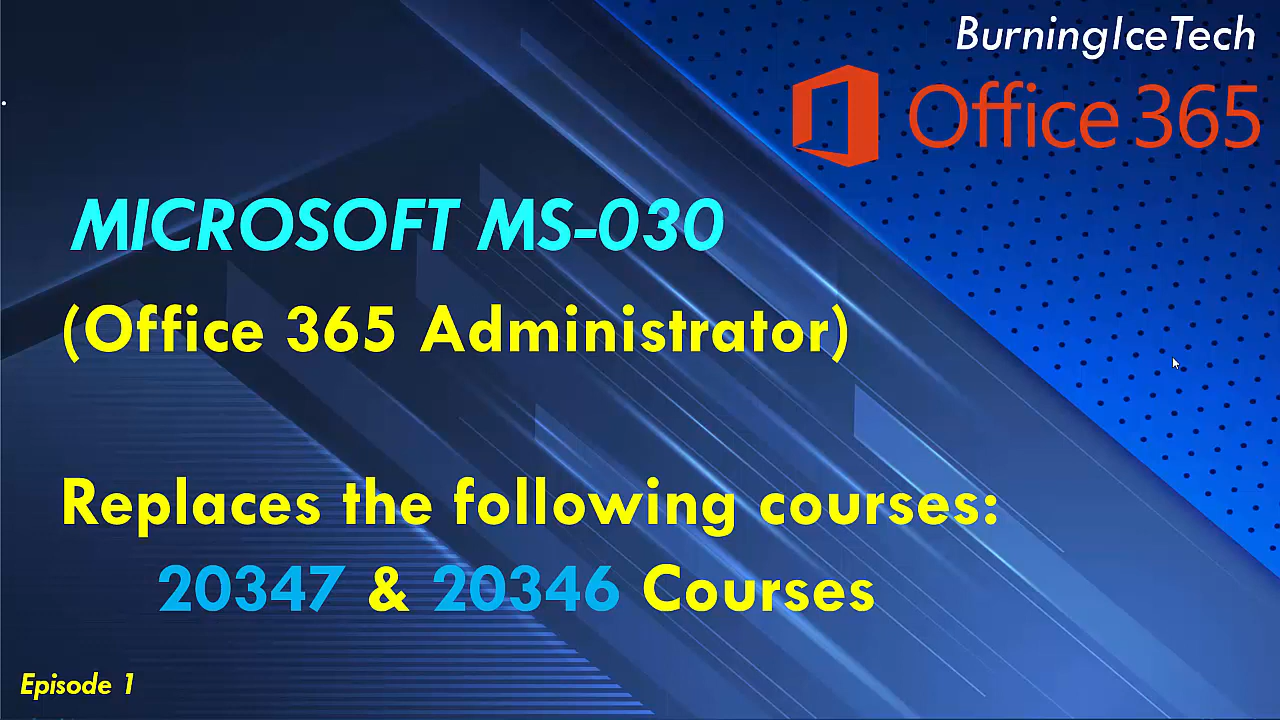 BurningIceTech
Office 365
MICROSOFT MS-030
(Office 365 Administrator)
Replaces the following courses:
20347 & 20346 Courses
Episode 1